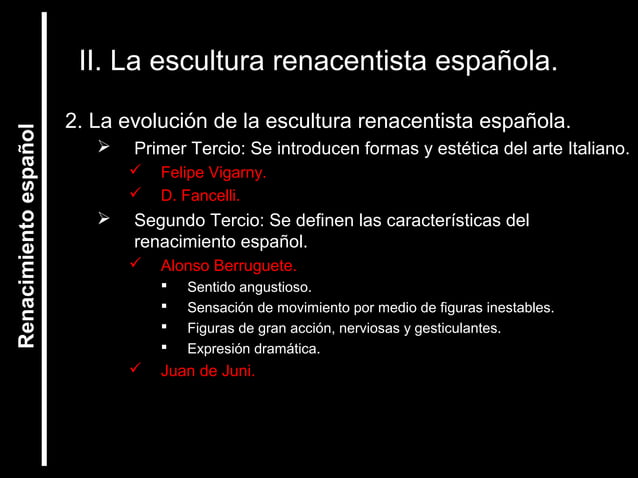 II. La escultura renacentista española.
Renacimiento español
2. La evolución de la escultura renacentista española.
Primer Tercio: Se introducen formas y estética del arte Italiano.
Felipe Vigarny.
D. Fancelli.
Segundo Tercio: Se definen las características del
renacimiento español.
Alonso Berruguete.
Sentido angustioso.
Sensación de movimiento por medio de figuras inestables.
Figuras de gran acción, nerviosas y gesticulantes.
Expresión dramática.
Juan de Juni.